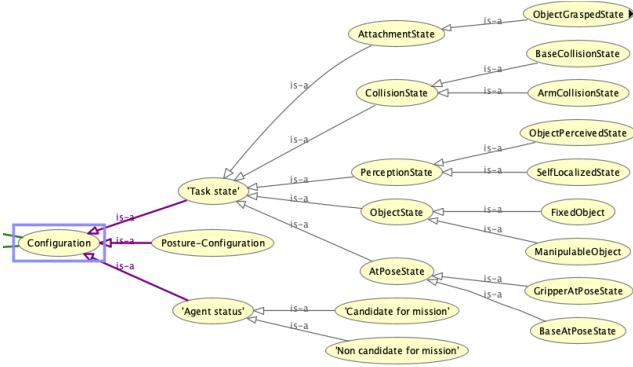 ObjectGraspedState
AttachmentState
is-a
BaseCollisionState
is-a
is-a
CollisionState
is-a
ArmCollisionState
is-a
ObjectPerceivedState
is-a
PerceptionState
is-a
SelfLocalizedState
'Task state'
is-a
is-a
ObjectState
is-a
FixedObject
is-a
is-a
Configuration
is-a
Posture-Configuration
is-a
ManipulableObject
is-a
AtPoseState
is-a
GripperAtPoseState
is-a
'Agent status'
is-a
'Candidate for mission'
is-a
BaseAtPoseState
'Non candidate for mission'